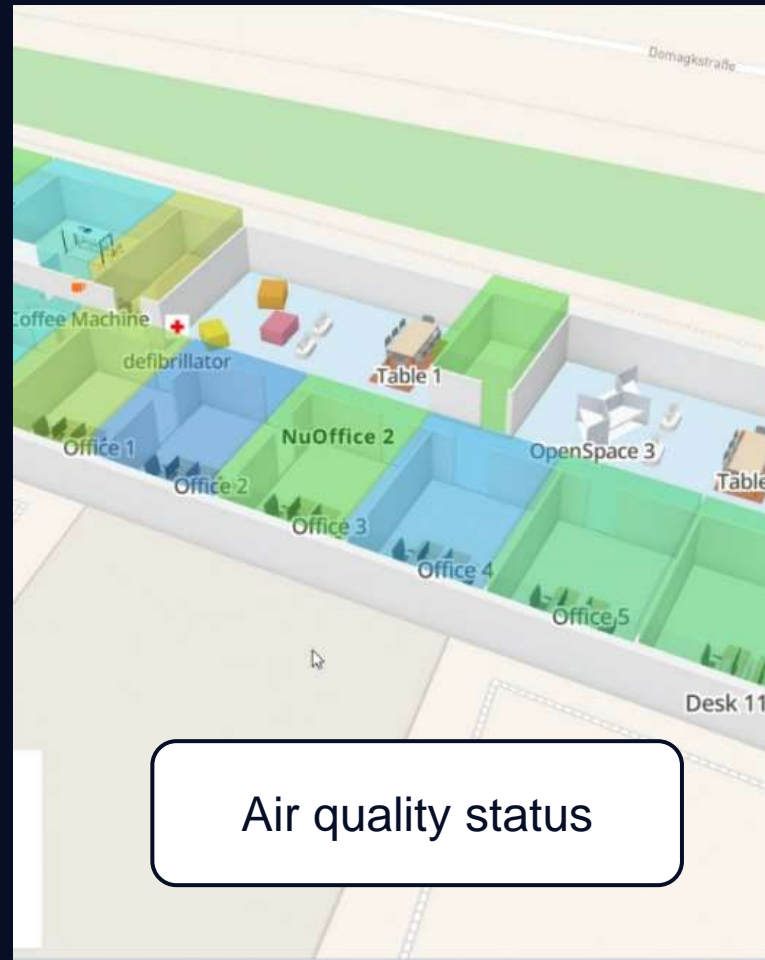 Domagkstraße
Coffee Machine
defibrillator
Table 1
Office 1
NuOffice 2
OpenSpace 3
Office 2
Table
Office 3
Office 4
Office 5
Desk 11
Air quality status